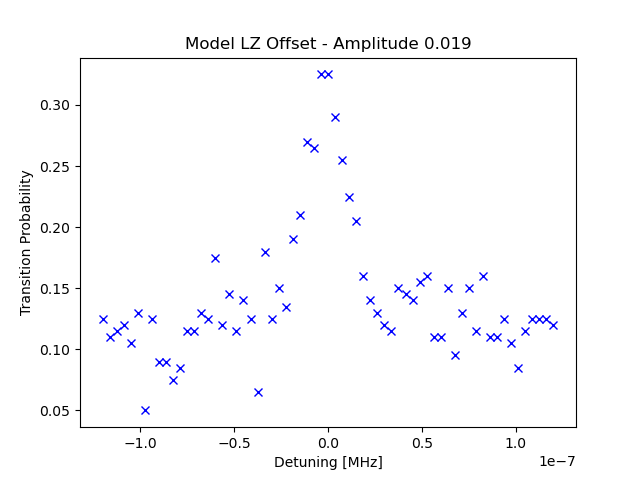 Model LZ Offset - Amplitude 0.019
Transition Probability
0.30
0.25
0.20
0.15
0.10
0.05
−1.0 −0.5 0.0 0.5 1.0
1e−7
Detuning [MHz]